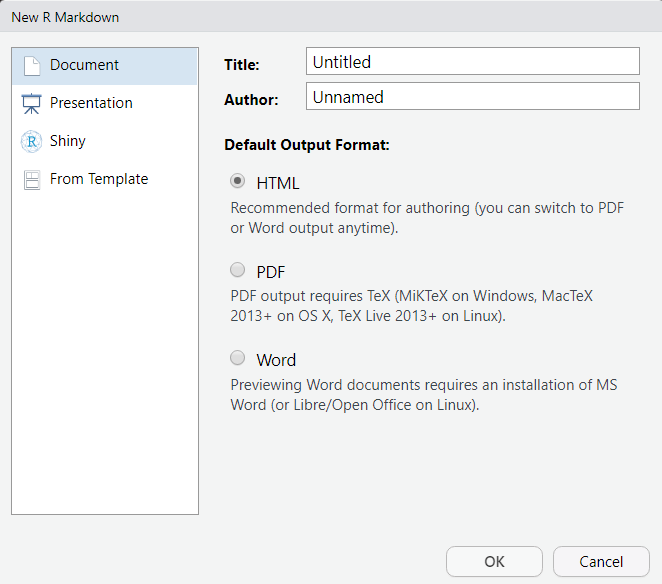 New R Markdown
Document
Presentation
R
Shiny
From Template
Title:
Untitled
Author:
Unnamed
Default Output Format:
HTML
Recommended format for authoring (you can switch to PDF
or Word output anytime).
PDF
PDF output requires TeX (MiKTeX on Windows, MacTeX
2013+ on OS X, TeX Live 2013+ on Linux).
Word
Previewing Word documents requires an installation of MS
Word (or Libre/Open Office on Linux).
OK
Cancel